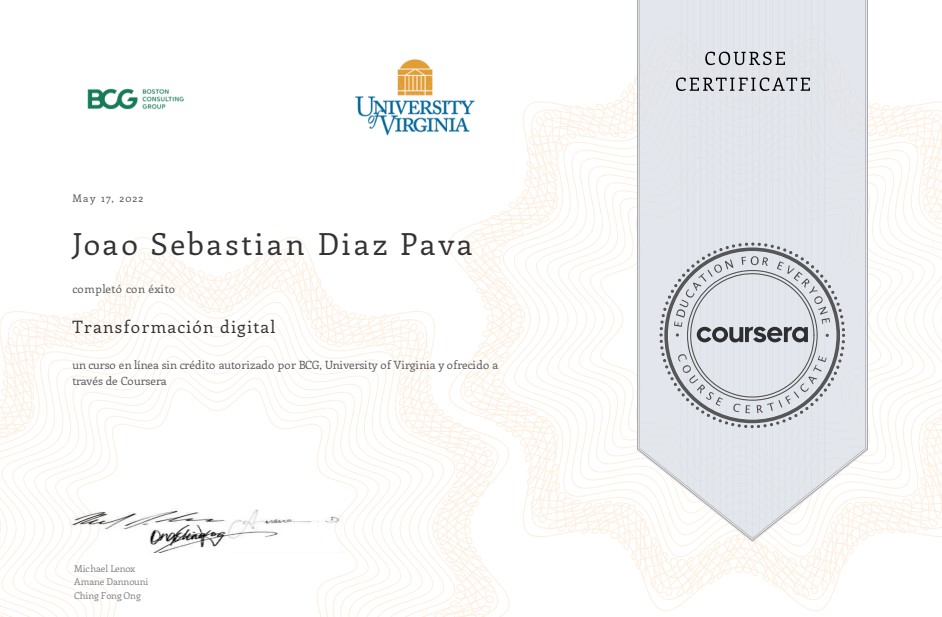 BCG
BOSTON
CONSULTING
GROUP
UNIVERSITY
of VIRGINIA
COURSE
CERTIFICATE
May 17, 2022
Joao Sebastian Diaz Pava
completó con éxito
Transformación digital
un curso en línea sin crédito autorizado por BCG, University of Virginia y ofrecido a
través de Coursera
• EDUCATION FOR EVERYONE •
coursera
COURSE CERTIFICATE
Michael Lenox
Amane Dannouni
Ching Fong Ong